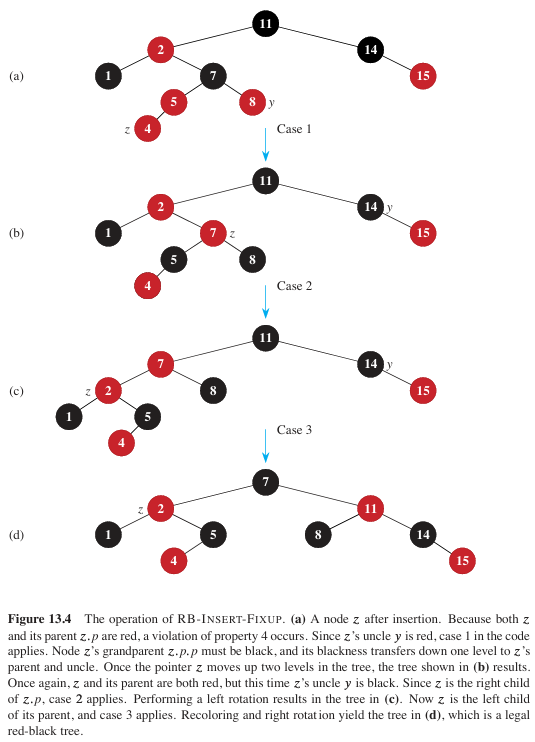 11
2
14
(a)
1
7
15
5
8
y
z
4
Case 1
11
2
14
y
(b)
1
7
z
15
5
8
4
Case 2
11
7
14
y
(c)
z
2
8
15
1
5
4
Case 3
7
z
2
11
(d)
1
5
8
14
4
15
Figure 13.4 The operation of RB-INSERT-FIXUP. (a) A node z after insertion. Because both z
and its parent z.p are red, a violation of property 4 occurs. Since z’s uncle y is red, case 1 in the code
applies. Node z’s grandparent z.p.p must be black, and its blackness transfers down one level to z’s
parent and uncle. Once the pointer z moves up two levels in the tree, the tree shown in (b) results.
Once again, z and its parent are both red, but this time z’s uncle y is black. Since z is the right child
of z.p, case 2 applies. Performing a left rotation results in the tree in (c). Now z is the left child
of its parent, and case 3 applies. Recoloring and right rotation yield the tree in (d), which is a legal
red-black tree.